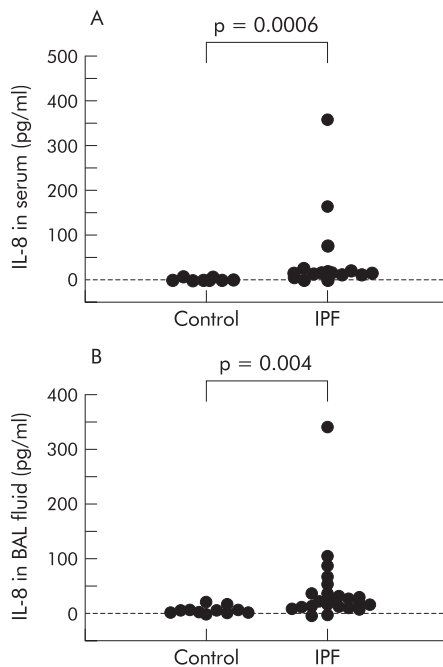 A
p = 0.0006
500
400
300
200
100
0
IL-8 in serum (pg/ml)
Control IPF
B
p = 0.004
400
300
200
100
0
IL-8 in BAL fluid (pg/ml)
Control IPF